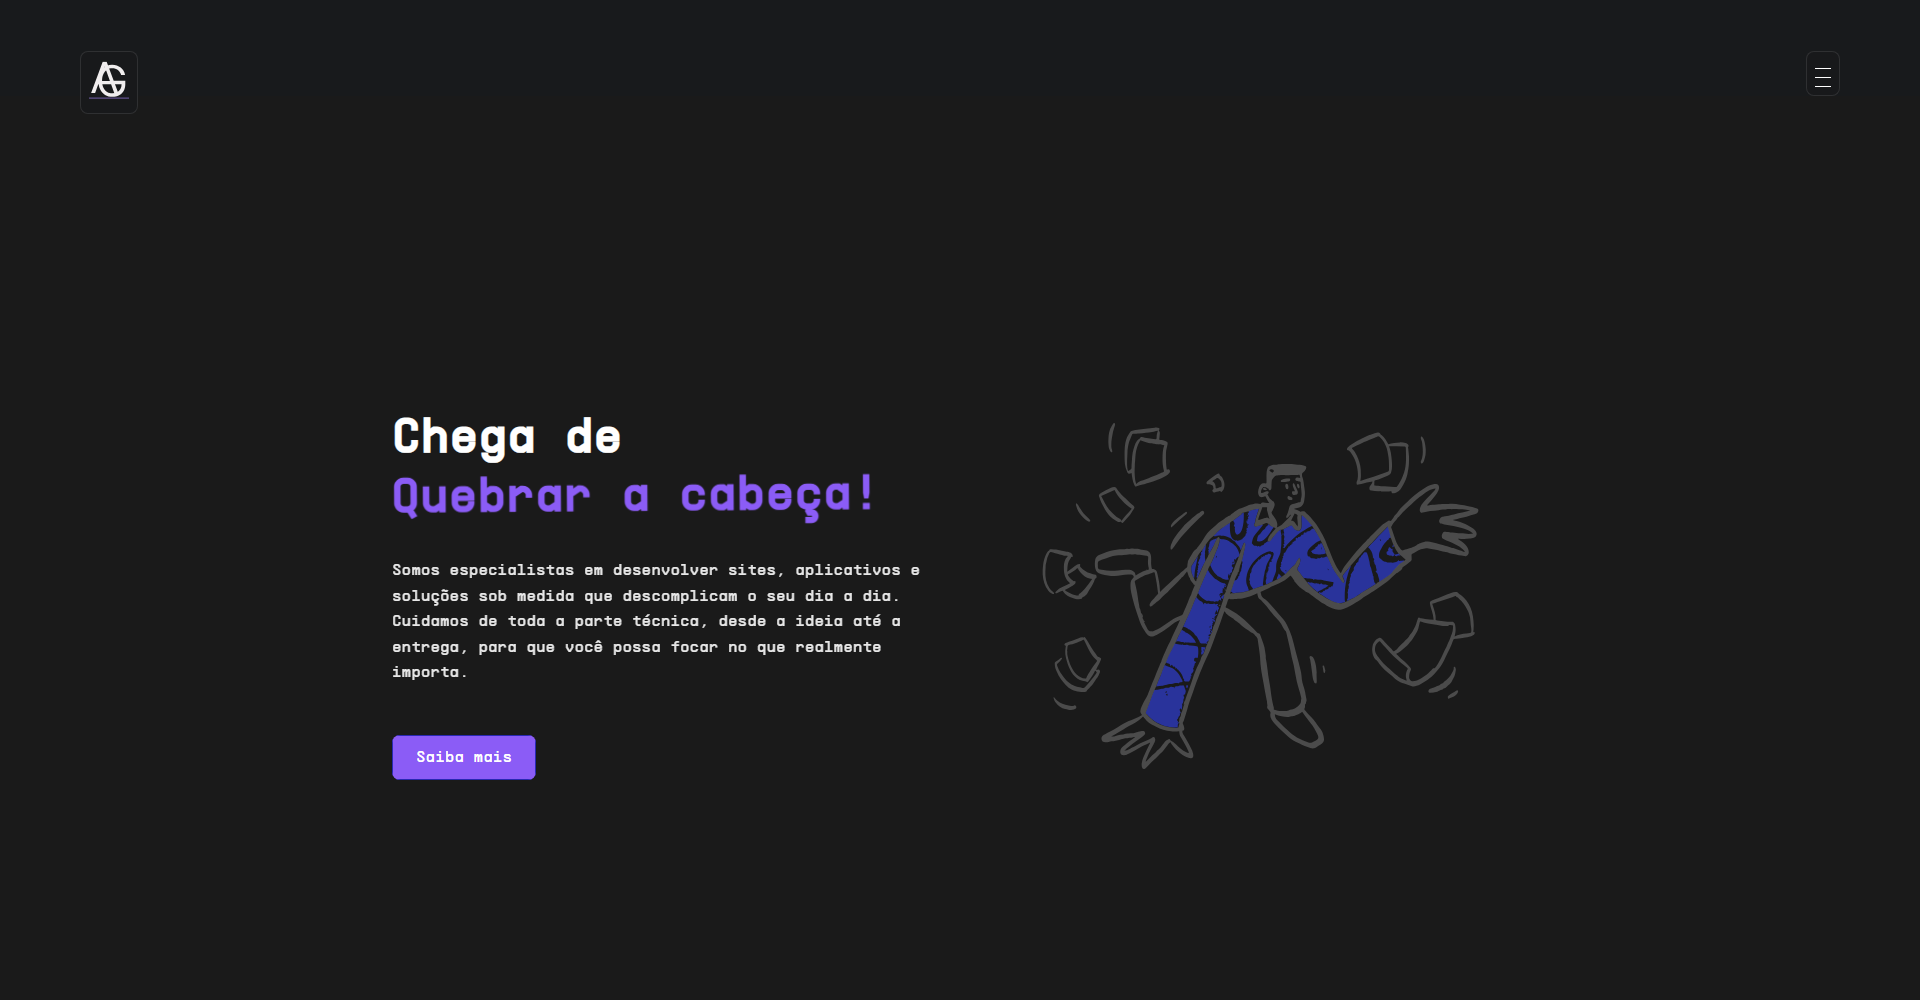 AG
Chega de
Quebrar a cabeça!
Somos especialistas em desenvolver sites, aplicativos e
soluções sob medida que descomplicam o seu dia a dia.
Cuidamos de toda a parte técnica, desde a ideia até a
entrega, para que você possa focar no que realmente
importa.
Saiba mais